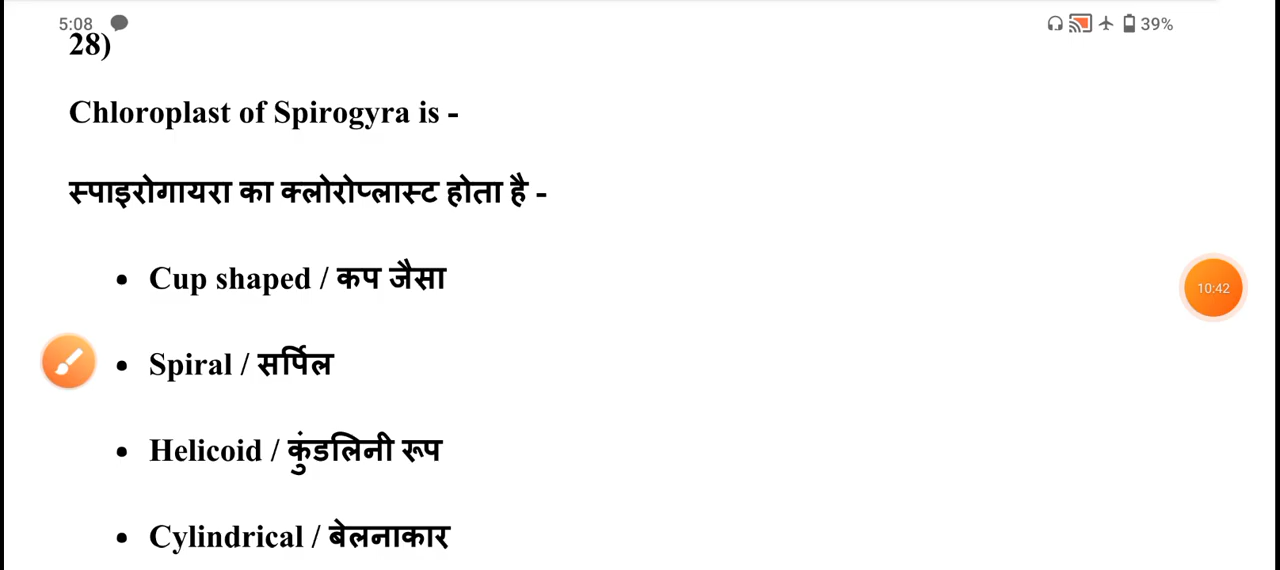 5:08
39%
28)
Chloroplast of Spirogyra is -
स्पाइरोगायरा का क्लोरोप्लास्ट होता है -
• Cup shaped / कप जैसा
10:42
• Spiral / सर्पिल
• Helicoid / कुंडलिनी रूप
• Cylindrical / बेलनाकार